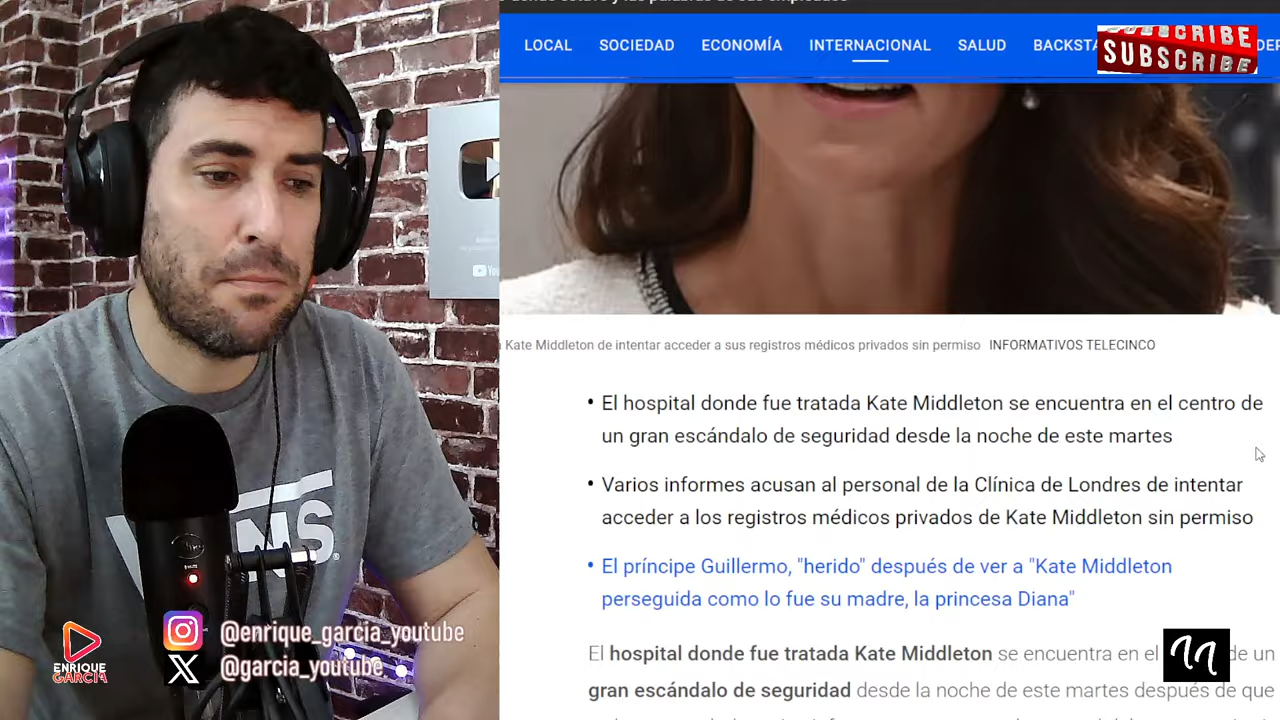 LOCAL SOCIEDAD ECONOMÍA INTERNACIONAL SALUD
SUBSCRIBE
Kate Middleton de intentar acceder a sus registros médicos privados sin permiso INFORMATIVOS TELECINCO
• El hospital donde fue tratada Kate Middleton se encuentra en el centro de
un gran escándalo de seguridad desde la noche de este martes
• Varios informes acusan al personal de la Clínica de Londres de intentar
acceder a los registros médicos privados de Kate Middleton sin permiso
• El príncipe Guillermo, "herido" después de ver a "Kate Middleton
perseguida como lo fue su madre, la princesa Diana"
El hospital donde fue tratada Kate Middleton se encuentra en el de un
gran escándalo de seguridad desde la noche de este martes después de que
VANS
@enrique_garcia_youtube
@garcia_youtube
ENRIQUE
GARCIA